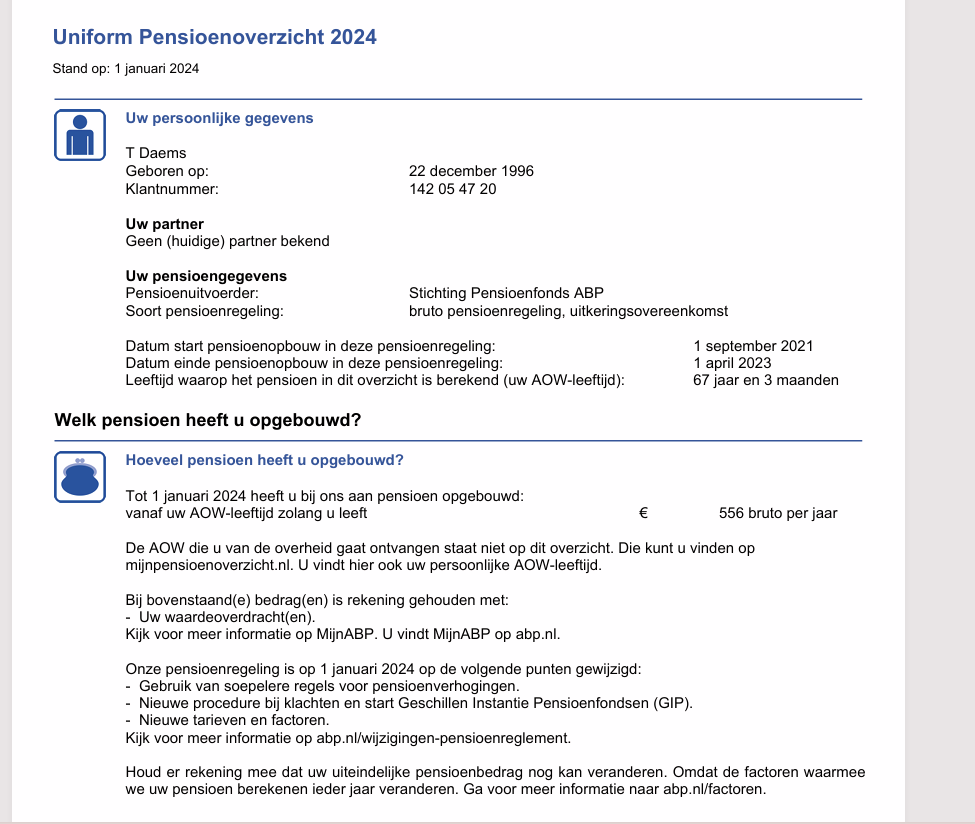 Uniform Pensioenoverzicht 2024
Stand op: 1 januari 2024
Uw persoonlijke gegevens
T Daems
Geboren op: 22 december 1996
Klantnummer: 142 05 47 20
Uw partner
Geen (huidige) partner bekend
Uw pensioengegevens
Pensioenuitvoerder: Stichting Pensioenfonds ABP
Soort pensioenregeling: bruto pensioenregeling, uitkeringsovereenkomst
Datum start pensioenopbouw in deze pensioenregeling: 1 september 2021
Datum einde pensioenopbouw in deze pensioenregeling: 1 april 2023
Leeftijd waarop het pensioen in dit overzicht is berekend (uw AOW-leeftijd): 67 jaar en 3 maanden
Welk pensioen heeft u opgebouwd?
Hoeveel pensioen heeft u opgebouwd?
Tot 1 januari 2024 heeft u bij ons aan pensioen opgebouwd:
vanaf uw AOW-leeftijd zolang u leeft € 556 bruto per jaar
De AOW die u van de overheid gaat ontvangen staat niet op dit overzicht. Die kunt u vinden op
mijnpensioenoverzicht.nl. U vindt hier ook uw persoonlijke AOW-leeftijd.
Bij bovenstaand(e) bedrag(en) is rekening gehouden met:
- Uw waardeoverdracht(en).
Kijk voor meer informatie op MijnABP. U vindt MijnABP op abp.nl.
Onze pensioenregeling is op 1 januari 2024 op de volgende punten gewijzigd:
- Gebruik van soepelere regels voor pensioenverhogingen.
- Nieuwe procedure bij klachten en start Geschillen Instantie Pensioenfondsen (GIP).
- Nieuwe tarieven en factoren.
Kijk voor meer informatie op abp.nl/wijzigingen-pensioenreglement.
Houd er rekening mee dat uw uiteindelijke pensioenbedrag nog kan veranderen. Omdat de factoren waarmee
we uw pensioen berekenen ieder jaar veranderen. Ga voor meer informatie naar abp.nl/factoren.